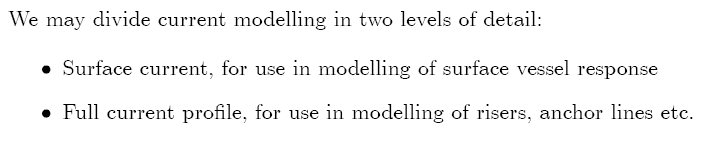 We may divide current modelling in two levels of detail:
• Surface current, for use in modelling of surface vessel response
• Full current profile, for use in modelling of risers, anchor lines etc.